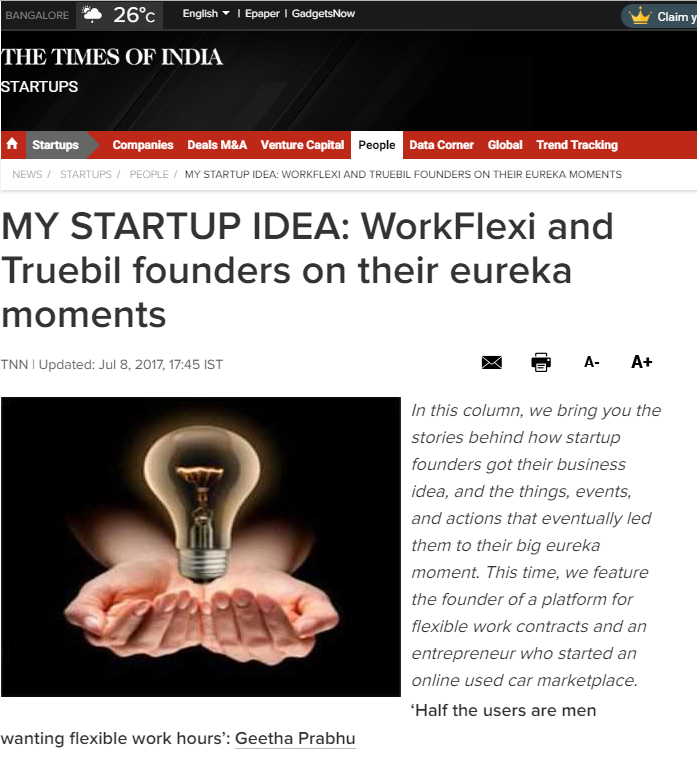 BANGALORE 26°C English | Epaper | GadgetsNow Claim y
THE TIMES OF INDIA
STARTUPS
Startups Companies Deals M&A Venture Capital People Data Corner Global Trend Tracking
NEWS / STARTUPS / PEOPLE / MY STARTUP IDEA: WORKFLEXI AND TRUEBIL FOUNDERS ON THEIR EUREKA MOMENTS
MY STARTUP IDEA: WorkFlexi and
Truebil founders on their eureka
moments
TNN | Updated: Jul 8, 2017, 17:45 IST A- A+
In this column, we bring you the
stories behind how startup
founders got their business
idea, and the things, events,
and actions that eventually led
them to their big eureka
moment. This time, we feature
the founder of a platform for
flexible work contracts and an
entrepreneur who started an
online used car marketplace.
‘Half the users are men
wanting flexible work hours’: Geetha Prabhu